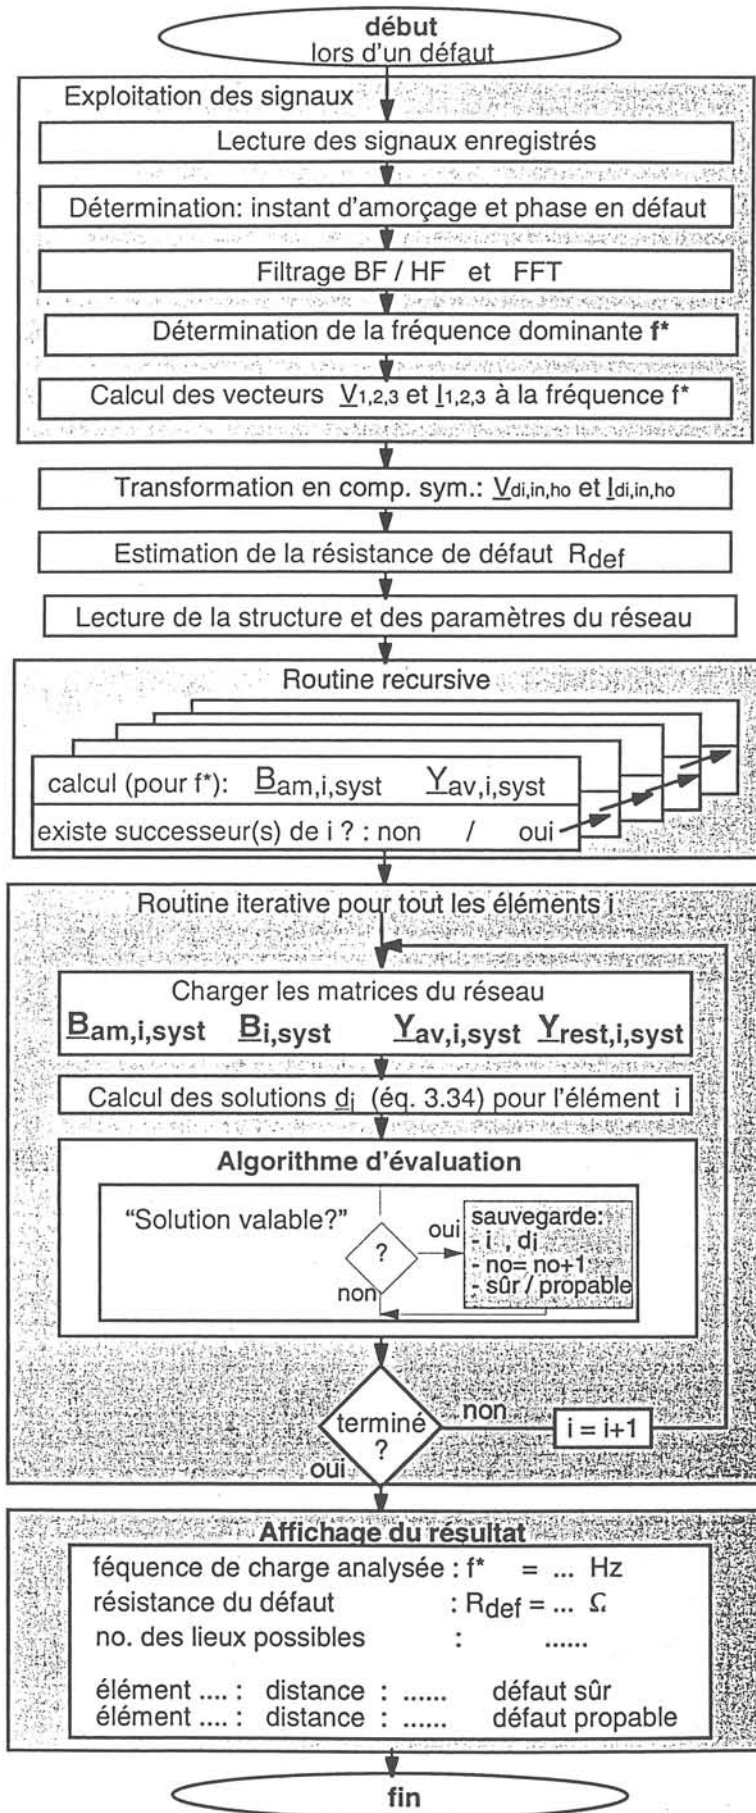 début
lors d'un défaut
Exploitation des signaux
Lecture des signaux enregistrés
Détermination: instant d'amorçage et phase en défaut
Filtrage BF / HF et FFT
Détermination de la fréquence dominante f*
Calcul des vecteurs V1,2,3 et I1,2,3 à la fréquence f*
Transformation en comp. sym.: Vdi,in,ho et Idi,in,ho
Estimation de la résistance de défaut Rdef
Lecture de la structure et des paramètres du réseau
Routine recursive
calcul (pour f*): Bam,i,syst Yav,i,syst
existe successeur(s) de i ? : non / oui
Routine iterative pour tout les éléments i
Charger les matrices du réseau
Bam,i,syst Bi,syst Yav,i,syst Yrest,i,syst
Calcul des solutions di (éq. 3.34) pour l'élément i
Algorithme d'évaluation
"Solution valable?"
?
oui
non
sauvegarde:
- i , di
- no= no+1
- sûr / propable
terminé
?
non
i = i+1
oui
Affichage du résultat
féquence de charge analysée : f* = ... Hz
résistance du défaut : Rdef = ... Ω
no. des lieux possibles : ......
élément .... : distance : ...... défaut sûr
élément .... : distance : ...... défaut propable
fin